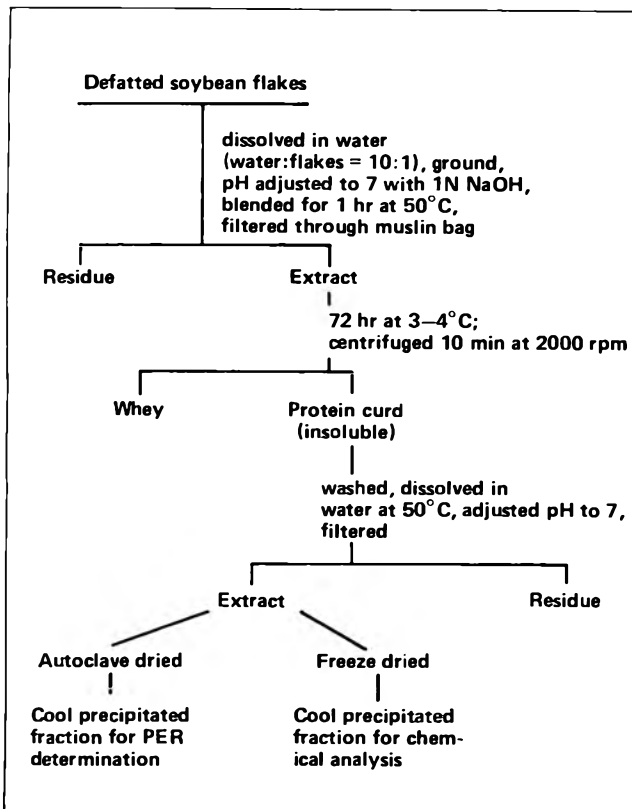 Defatted soybean flakes
dissolved in water
(water:flakes = 10:1), ground,
pH adjusted to 7 with 1N NaOH,
blended for 1 hr at 50°C,
filtered through muslin bag
Residue
Extract
72 hr at 3–4°C;
centrifuged 10 min at 2000 rpm
Whey
Protein curd
(insoluble)
washed, dissolved in
water at 50°C, adjusted pH to 7,
filtered
Extract
Residue
Autoclave dried
Freeze dried
Cool precipitated
fraction for PER
determination
Cool precipitated
fraction for chem-
ical analysis